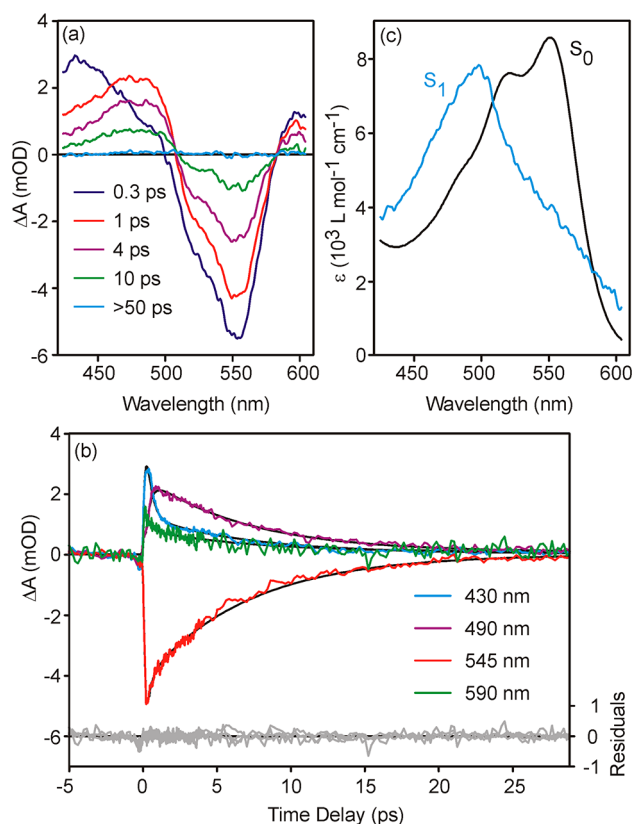 (a)
4
2
0
-2
-4
-6
ΔA (mOD)
0.3 ps
1 ps
4 ps
10 ps
>50 ps
450 500 550 600
Wavelength (nm)
(c)
8
6
4
2
0
ε (10³ L mol⁻¹ cm⁻¹)
S₁
S₀
450 500 550 600
Wavelength (nm)
(b)
4
2
0
-2
-4
-6
ΔA (mOD)
430 nm
490 nm
545 nm
590 nm
1
0
-1
Residuals
-5 0 5 10 15 20 25
Time Delay (ps)